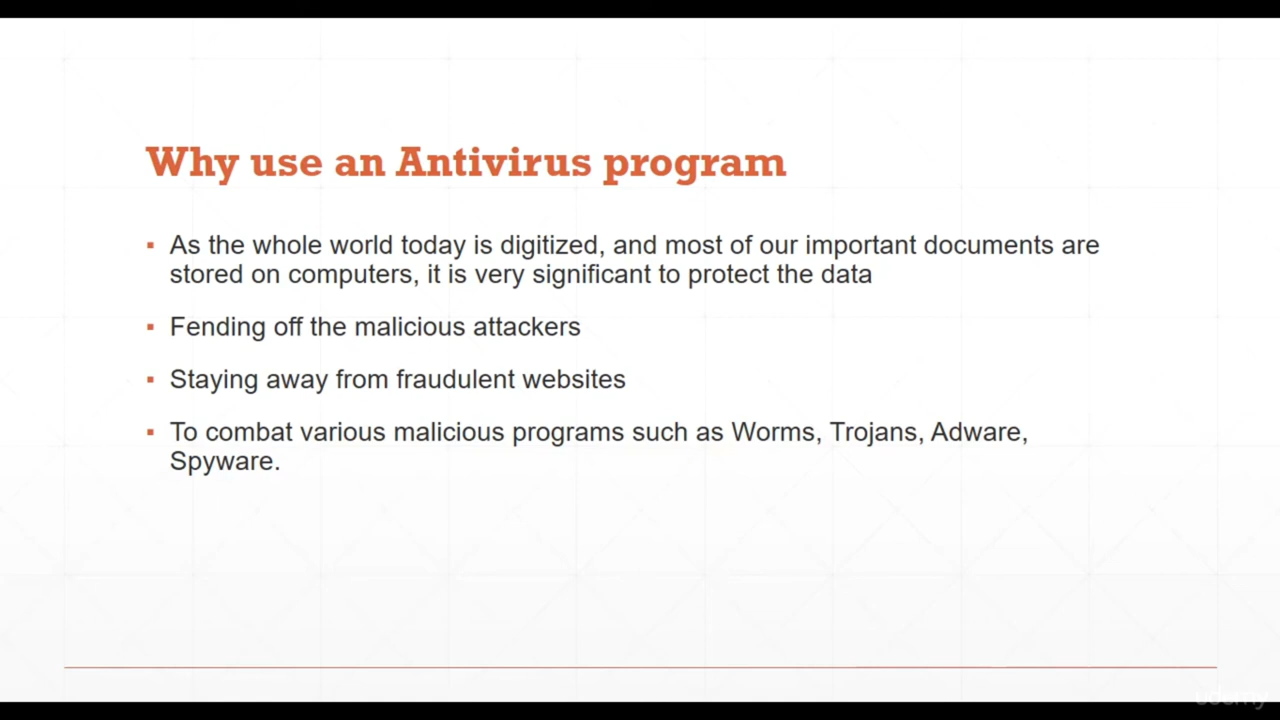 Why use an Antivirus program
▪ As the whole world today is digitized, and most of our important documents are
stored on computers, it is very significant to protect the data
▪ Fending off the malicious attackers
▪ Staying away from fraudulent websites
▪ To combat various malicious programs such as Worms, Trojans, Adware,
Spyware.
udemy